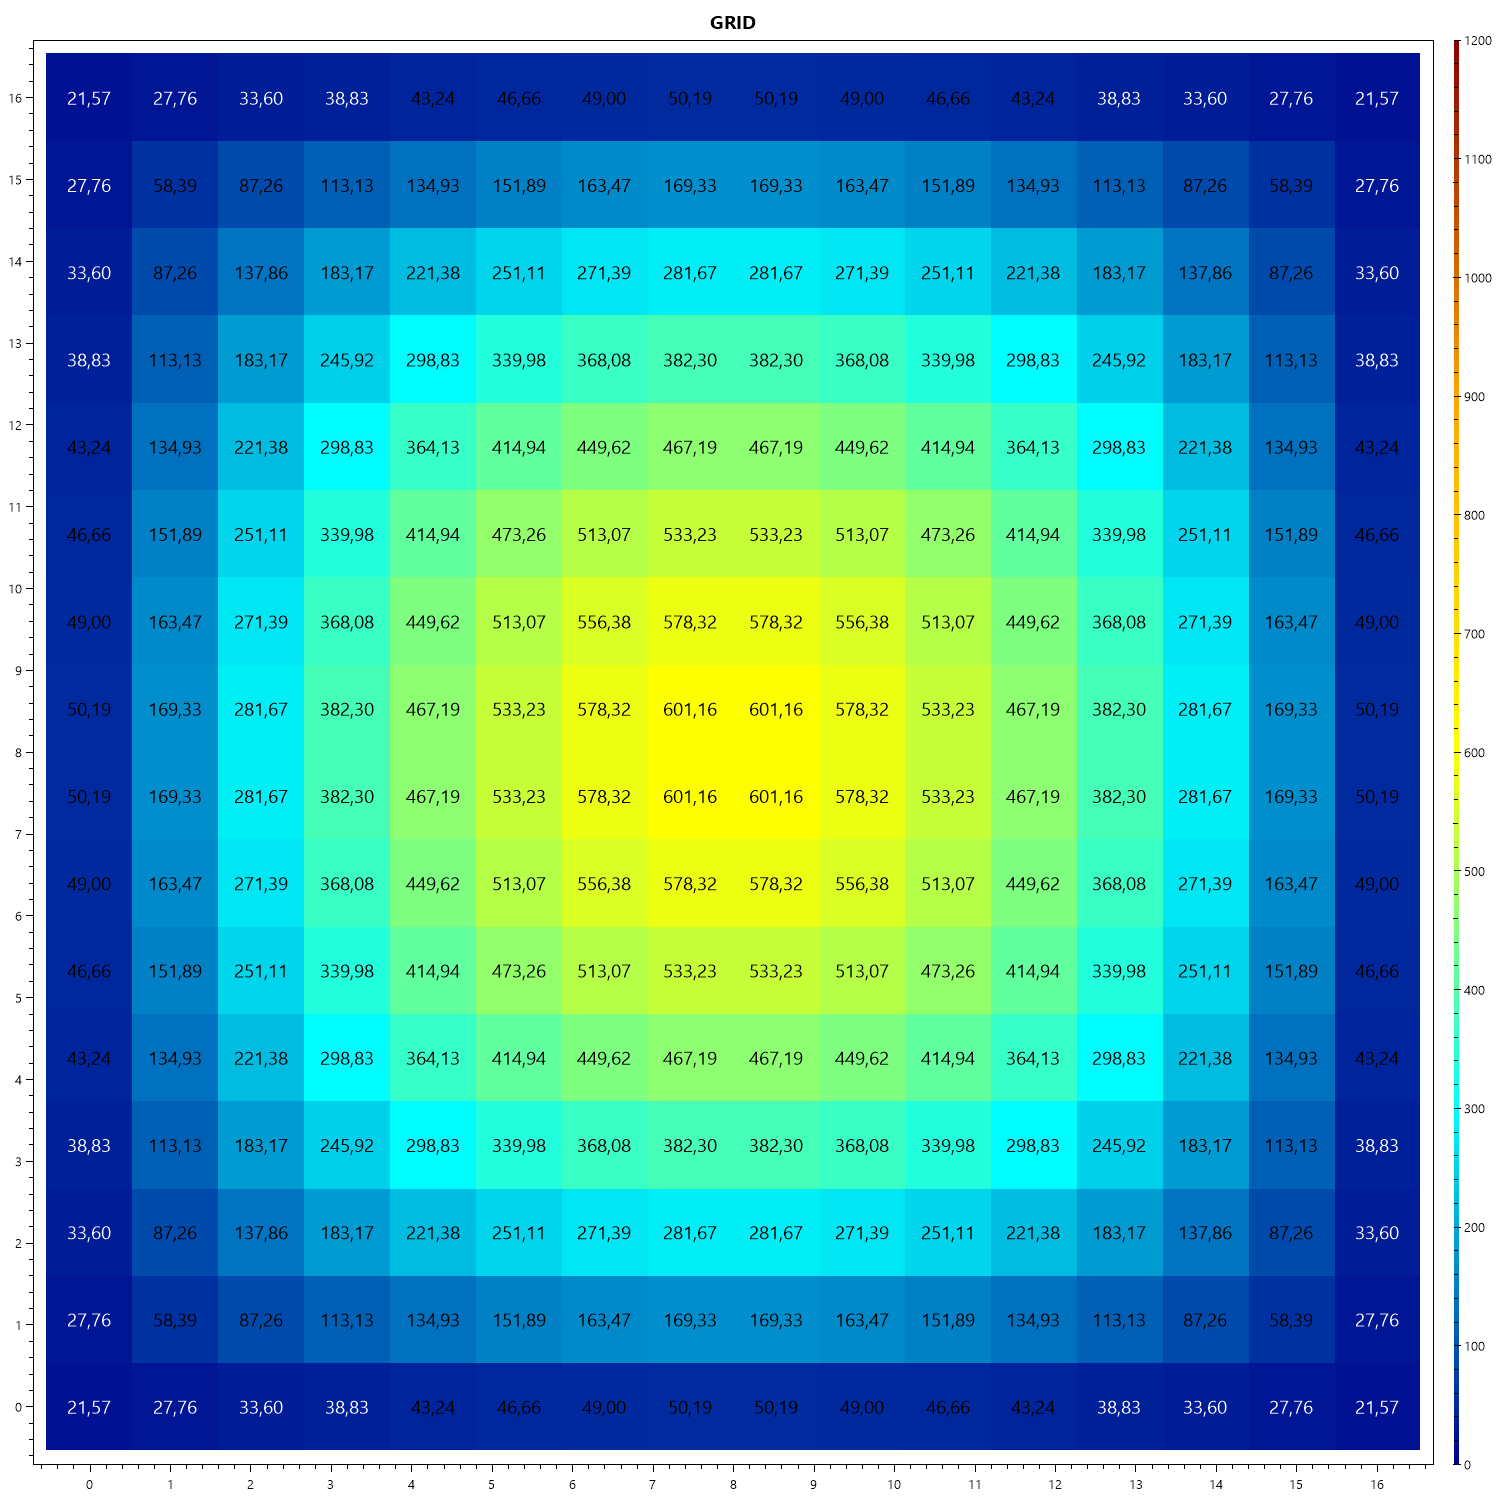 GRID
1200
16 21,57 27,76 33,60 38,83 43,24 46,66 49,00 50,19 50,19 49,00 46,66 43,24 38,83 33,60 27,76 21,57
1100
15 27,76 58,39 87,26 113,13 134,93 151,89 163,47 169,33 169,33 163,47 151,89 134,93 113,13 87,26 58,39 27,76
14 33,60 87,26 137,86 183,17 221,38 251,11 271,39 281,67 281,67 271,39 251,11 221,38 183,17 137,86 87,26 33,60
1000
13 38,83 113,13 183,17 245,92 298,83 339,98 368,08 382,30 382,30 368,08 339,98 298,83 245,92 183,17 113,13 38,83
900
12 43,24 134,93 221,38 298,83 364,13 414,94 449,62 467,19 467,19 449,62 414,94 364,13 298,83 221,38 134,93 43,24
11
800
46,66 151,89 251,11 339,98 414,94 473,26 513,07 533,23 533,23 513,07 473,26 414,94 339,98 251,11 151,89 46,66
10
49,00 163,47 271,39 368,08 449,62 513,07 556,38 578,32 578,32 556,38 513,07 449,62 368,08 271,39 163,47 49,00
700
9
50,19 169,33 281,67 382,30 467,19 533,23 578,32 601,16 601,16 578,32 533,23 467,19 382,30 281,67 169,33 50,19
8
600
50,19 169,33 281,67 382,30 467,19 533,23 578,32 601,16 601,16 578,32 533,23 467,19 382,30 281,67 169,33 50,19
7
500
49,00 163,47 271,39 368,08 449,62 513,07 556,38 578,32 578,32 556,38 513,07 449,62 368,08 271,39 163,47 49,00
6
46,66 151,89 251,11 339,98 414,94 473,26 513,07 533,23 533,23 513,07 473,26 414,94 339,98 251,11 151,89 46,66
400
5
43,24 134,93 221,38 298,83 364,13 414,94 449,62 467,19 467,19 449,62 414,94 364,13 298,83 221,38 134,93 43,24
4
300
38,83 113,13 183,17 245,92 298,83 339,98 368,08 382,30 382,30 368,08 339,98 298,83 245,92 183,17 113,13 38,83
3
200
33,60 87,26 137,86 183,17 221,38 251,11 271,39 281,67 281,67 271,39 251,11 221,38 183,17 137,86 87,26 33,60
2
1 27,76 58,39 87,26 113,13 134,93 151,89 163,47 169,33 169,33 163,47 151,89 134,93 113,13 87,26 58,39 27,76
100
0 21,57 27,76 33,60 38,83 43,24 46,66 49,00 50,19 50,19 49,00 46,66 43,24 38,83 33,60 27,76 21,57
0
0 1 2 3 4 5 6 7 8 9 10 11 12 13 14 15 16